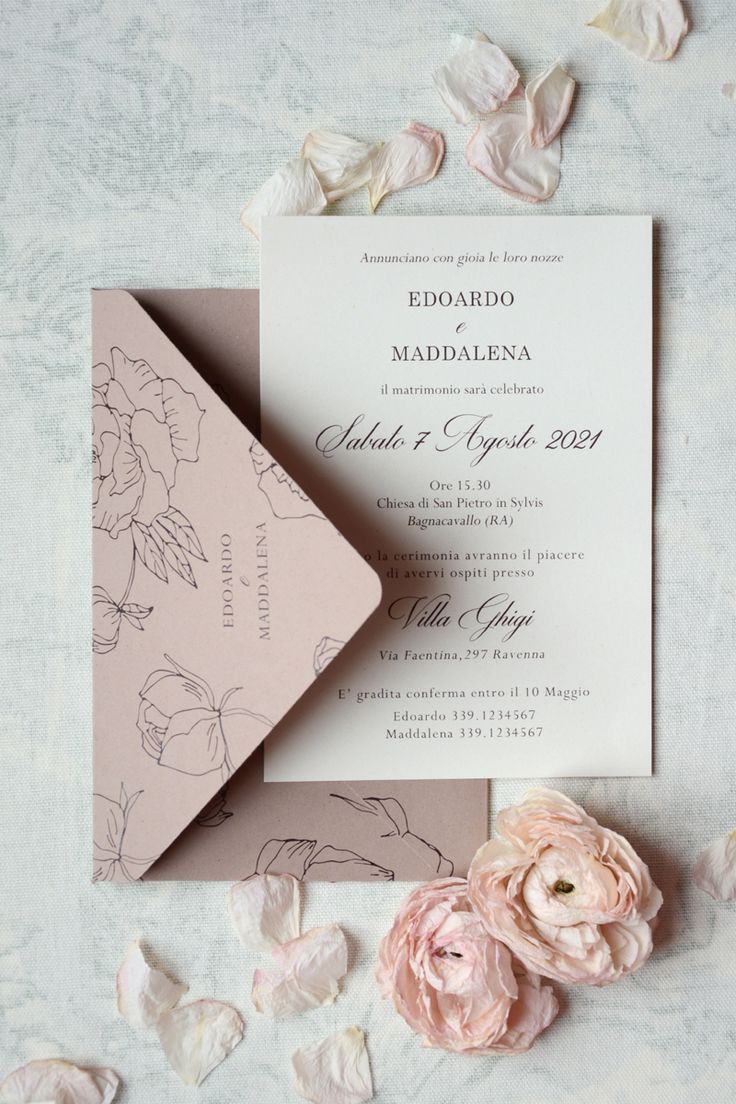 Annunciano con gioia le loro nozze
EDOARDO
e
MADDALENA
il matrimonio sarà celebrato
Sabato 7 Agosto 2021
Ore 15.30
Chiesa di San Pietro in Sylvis
Bagnacavallo (RA)
la cerimonia avranno il piacere
di avervi ospiti presso
Villa Ghigi
Via Faentina,297 Ravenna
E' gradita conferma entro il 10 Maggio
Edoardo 339.1234567
Maddalena 339.1234567
EDOARDO
e
MADDALENA